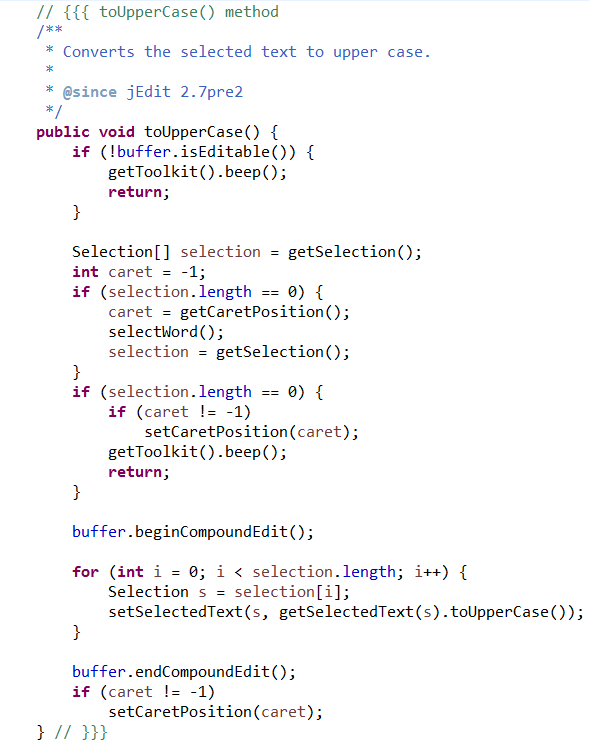 // {{{ toUpperCase() method
/**
 * Converts the selected text to upper case.
 *
 * @since jEdit 2.7pre2
 */
public void toUpperCase() {
    if (!buffer.isEditable()) {
        getToolkit().beep();
        return;
    }

    Selection[] selection = getSelection();
    int caret = -1;
    if (selection.length == 0) {
        caret = getCaretPosition();
        selectWord();
        selection = getSelection();
    }
    if (selection.length == 0) {
        if (caret != -1)
            setCaretPosition(caret);
        getToolkit().beep();
        return;
    }

    buffer.beginCompoundEdit();

    for (int i = 0; i < selection.length; i++) {
        Selection s = selection[i];
        setSelectedText(s, getSelectedText(s).toUpperCase());
    }

    buffer.endCompoundEdit();
    if (caret != -1)
        setCaretPosition(caret);
} // }}}